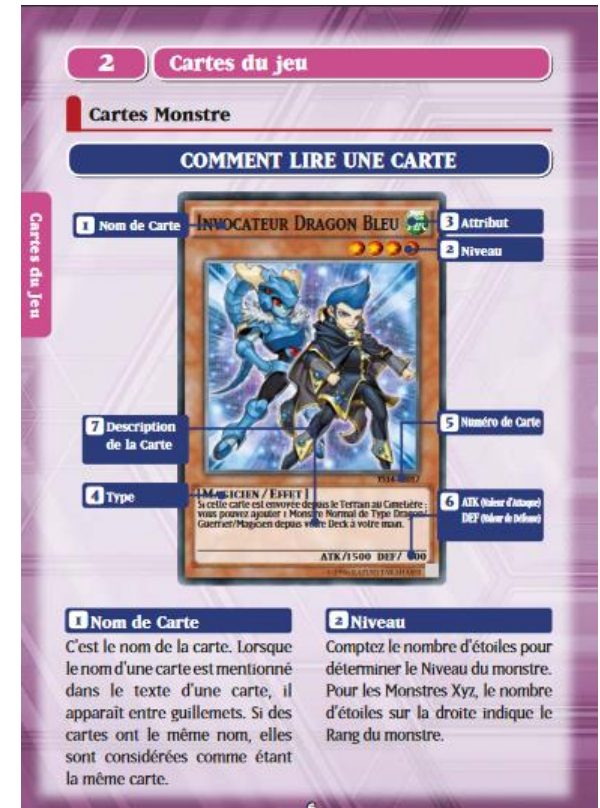 2 Cartes du jeu
Cartes Monstre
COMMENT LIRE UNE CARTE
Cartes du Jeu
1 Nom de Carte
INVOCATEUR DRAGON BLEU
3 Attribut
2 Niveau
7 Description
de la Carte
5 Numéro de Carte
4 Type
[MAGICIEN / EFFET]
Si cette carte est envoyée depuis le Terrain au Cimetière :
vous pouvez ajouter 1 Monstre Normal de Type Dragon/
Guerrier/Magicien depuis votre Deck à votre main.
6 ATK (Valeur d'Attaque)
DEF (Valeur de Défense)
ATK/1500 DEF/
1 Nom de Carte
C'est le nom de la carte. Lorsque
le nom d'une carte est mentionné
dans le texte d'une carte, il
apparaît entre guillemets. Si des
cartes ont le même nom, elles
sont considérées comme étant
la même carte.
2 Niveau
Comptez le nombre d'étoiles pour
déterminer le Niveau du monstre.
Pour les Monstres Xyz, le nombre
d'étoiles sur la droite indique le
Rang du monstre.